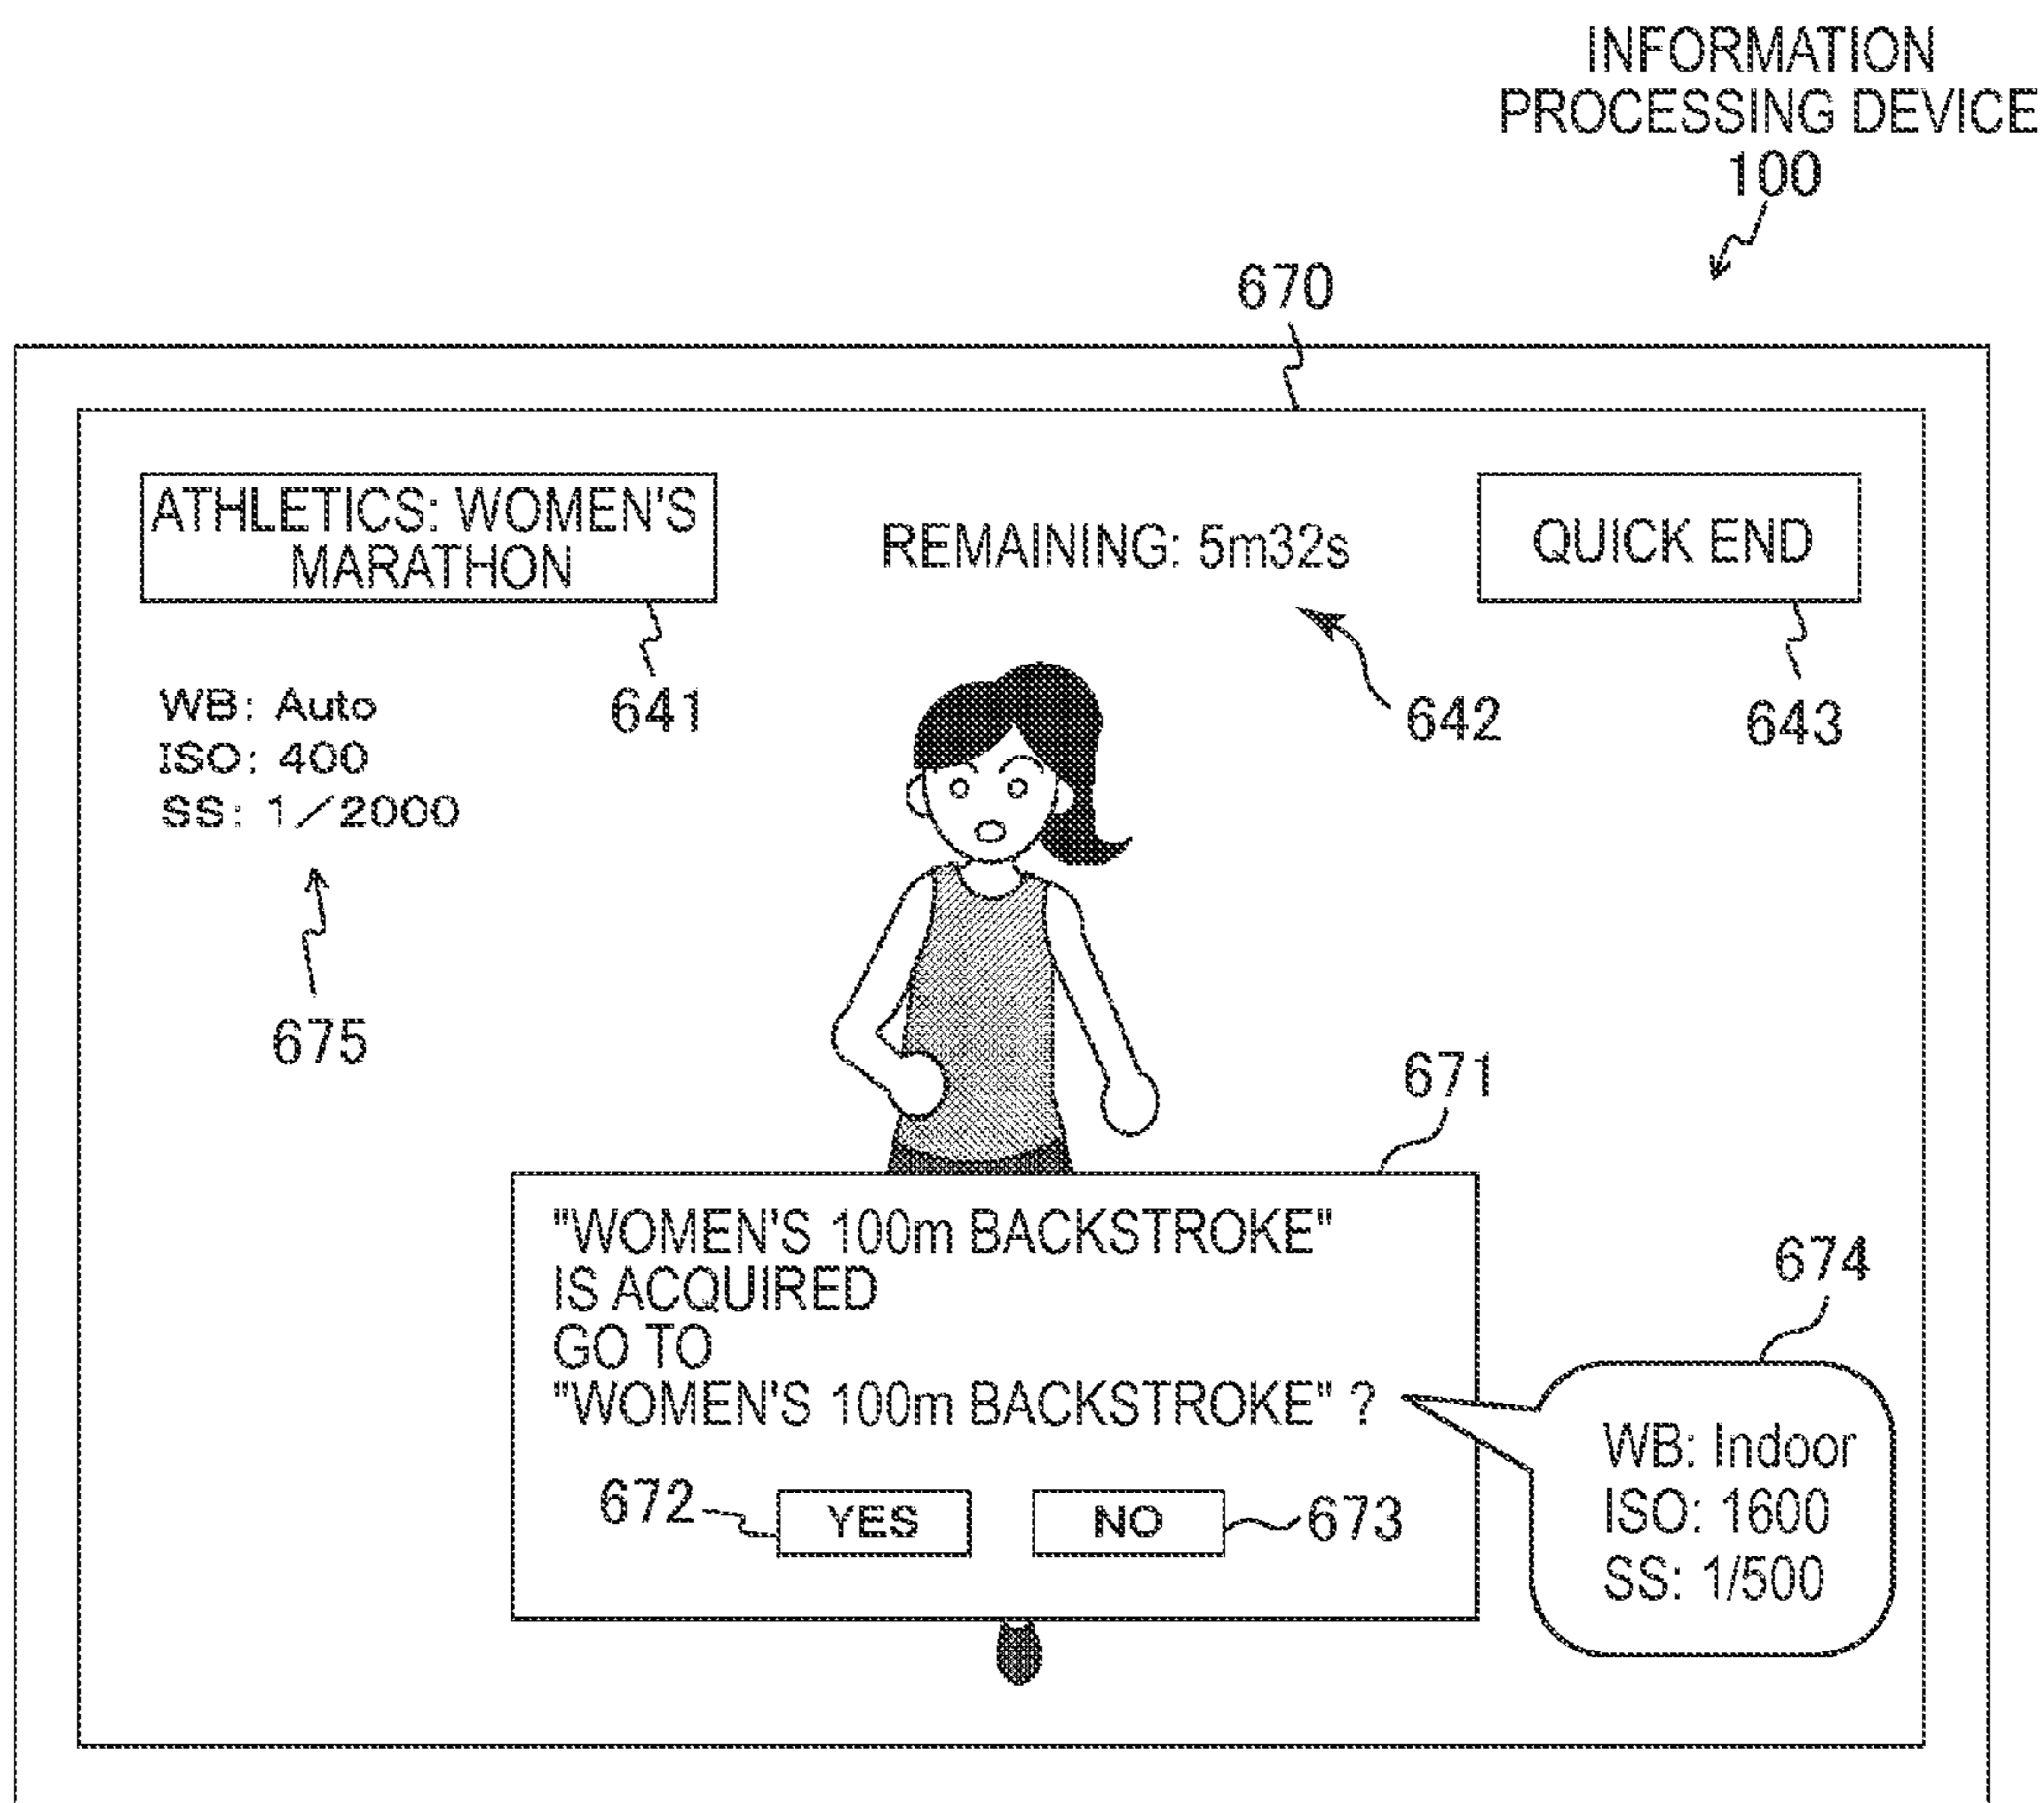 INFORMATION
PROCESSING DEVICE
100
670
ATHLETICS: WOMEN'S
MARATHON
REMAINING: 5m32s
QUICK END
641
642
643
WB: Auto
ISO: 400
SS: 1/2000
675
671
"WOMEN'S 100m BACKSTROKE"
IS ACQUIRED
GO TO
"WOMEN'S 100m BACKSTROKE" ?
674
WB: Indoor
ISO: 1600
SS: 1/500
672
YES
NO
673